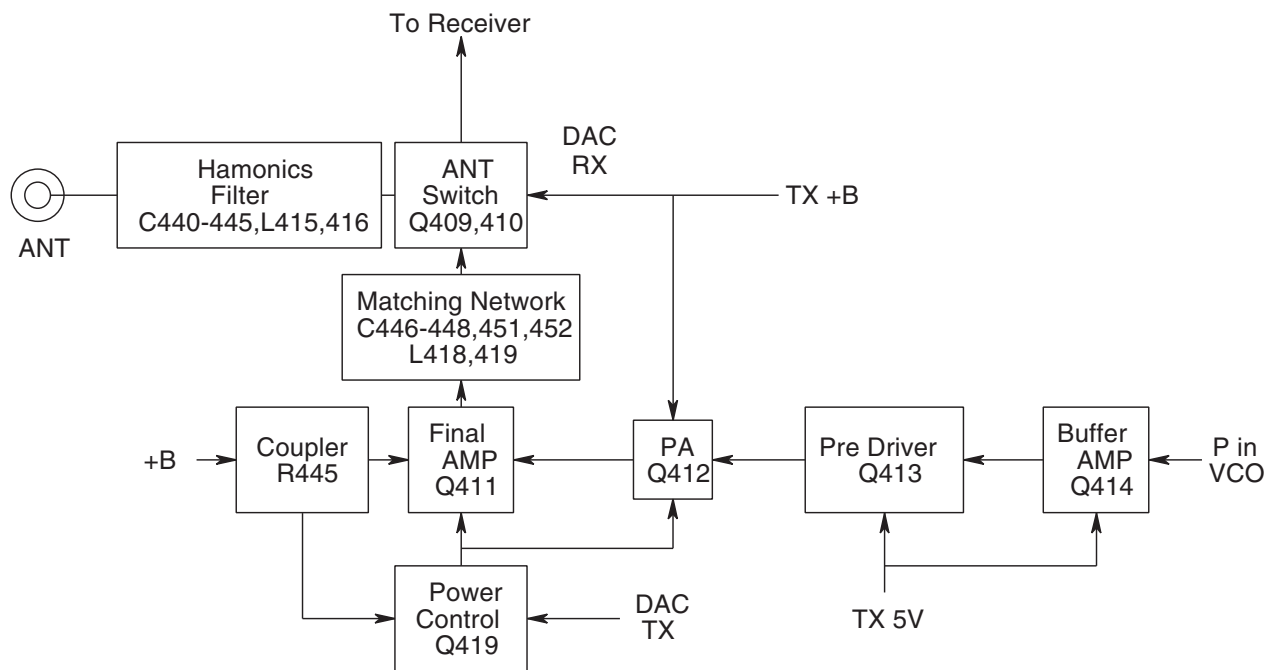 To Receiver
DAC
RX
Hamonics
Filter
C440-445,L415,416
ANT
Switch
Q409,410
TX +B
ANT
Matching Network
C446-448,451,452
L418,419
+B
Coupler
R445
Final
AMP
Q411
PA
Q412
Pre Driver
Q413
Buffer
AMP
Q414
P in
VCO
Power
Control
Q419
DAC
TX
TX 5V